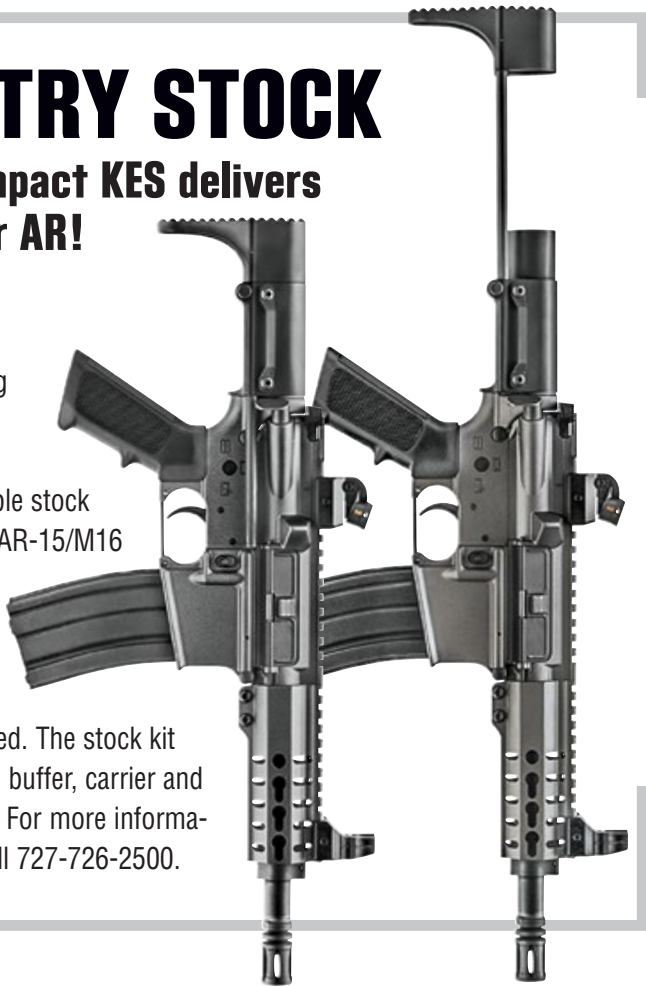 TRY STOCK
mpact KES delivers
r AR!
g
ble stock
AR-15/M16
ed. The stock kit
buffer, carrier and
For more informa-
ll 727-726-2500.